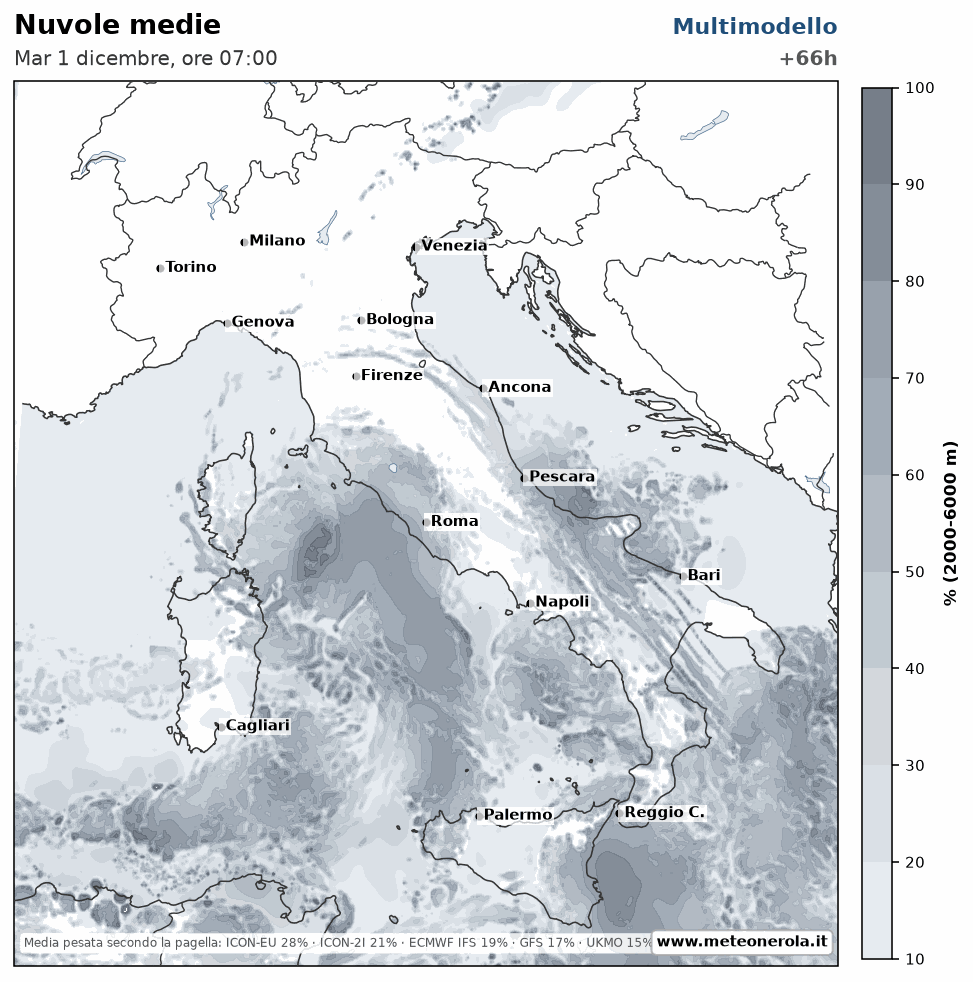 Nuvole medie
Multimodello
Mar 1 dicembre, ore 07:00
+66h
Milano
Venezia
Torino
Genova
Bologna
Firenze
Ancona
Pescara
Roma
Bari
Napoli
Cagliari
Palermo
Reggio C.
100
90
80
70
60
50
40
30
20
10
% (2000-6000 m)
Media pesata secondo la pagella: ICON-EU 28% · ICON-2I 21% · ECMWF IFS 19% · GFS 17% · UKMO 15%
www.meteonerola.it